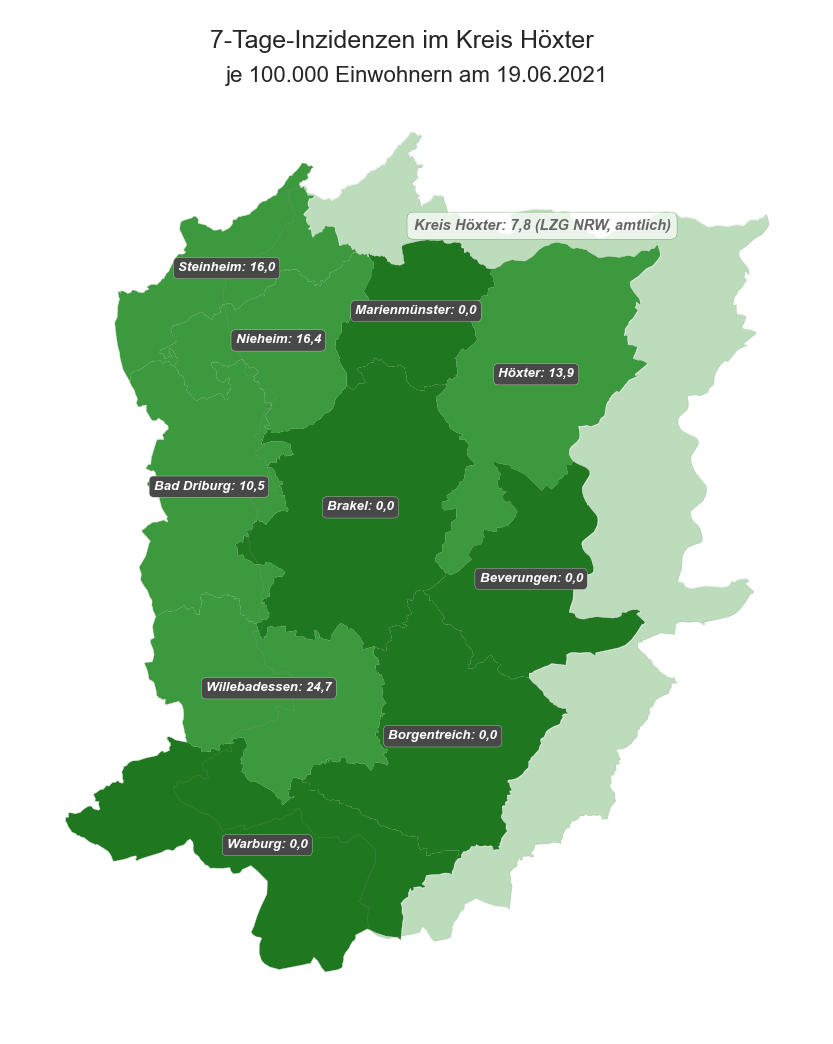 7-Tage-Inzidenzen im Kreis Höxter
je 100.000 Einwohnern am 19.06.2021
Kreis Höxter: 7,8 (LZG NRW, amtlich)
Steinheim: 16,0
Marienmünster: 0,0
Nieheim: 16,4
Höxter: 13,9
Bad Driburg: 10,5
Brakel: 0,0
Beverungen: 0,0
Willebadessen: 24,7
Borgentreich: 0,0
Warburg: 0,0